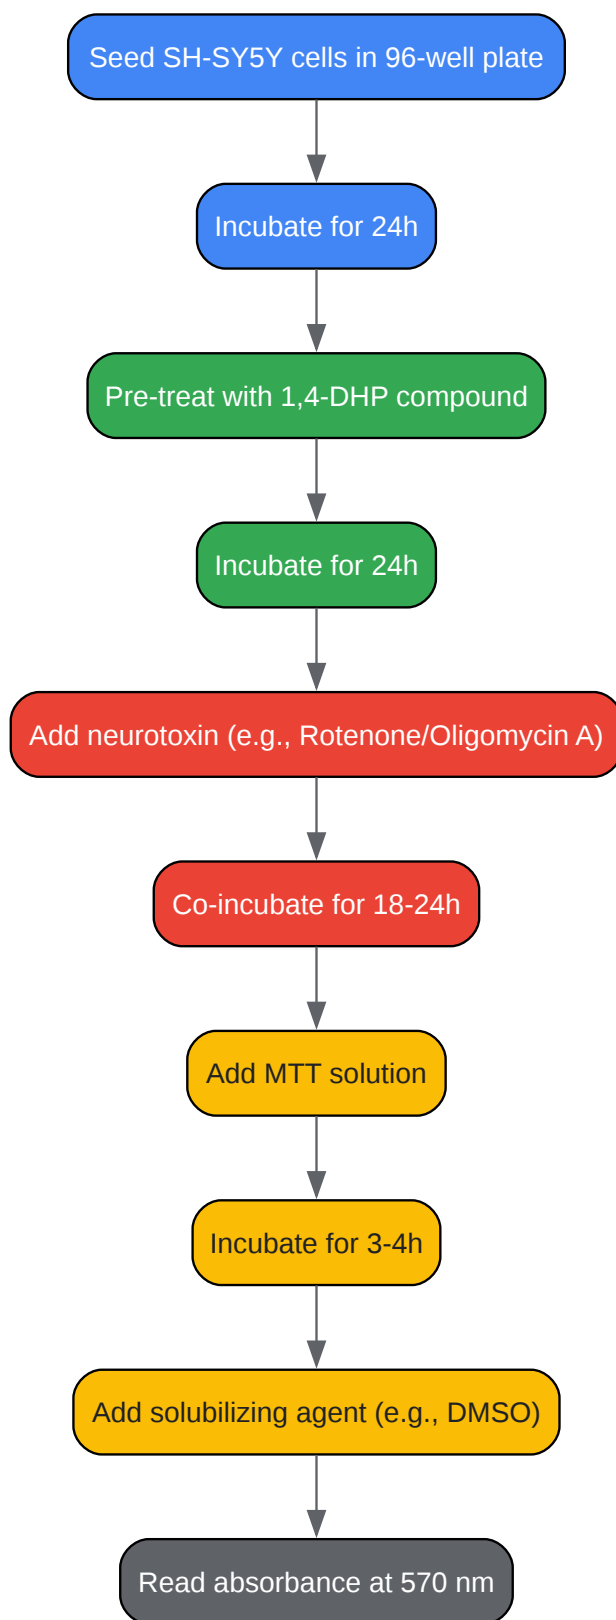 Seed SH-SY5Y cells in 96-well plate
Incubate for 24h
Pre-treat with 1,4-DHP compound
Incubate for 24h
Add neurotoxin (e.g., Rotenone/Oligomycin A)
Co-incubate for 18-24h
Add MTT solution
Incubate for 3-4h
Add solubilizing agent (e.g., DMSO)
Read absorbance at 570 nm